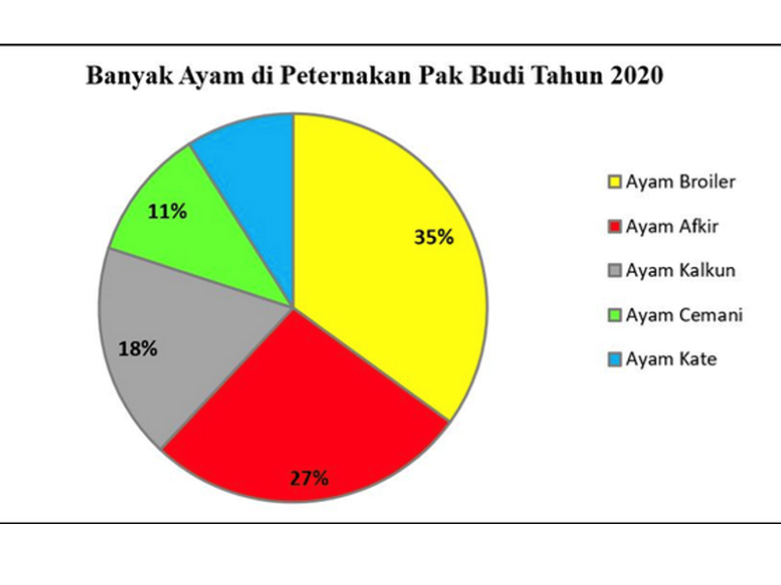 Banyak Ayam di Peternakan Pak Budi Tahun 2020
35%
27%
18%
11%
Ayam Broiler
Ayam Afkir
Ayam Kalkun
Ayam Cemani
Ayam Kate